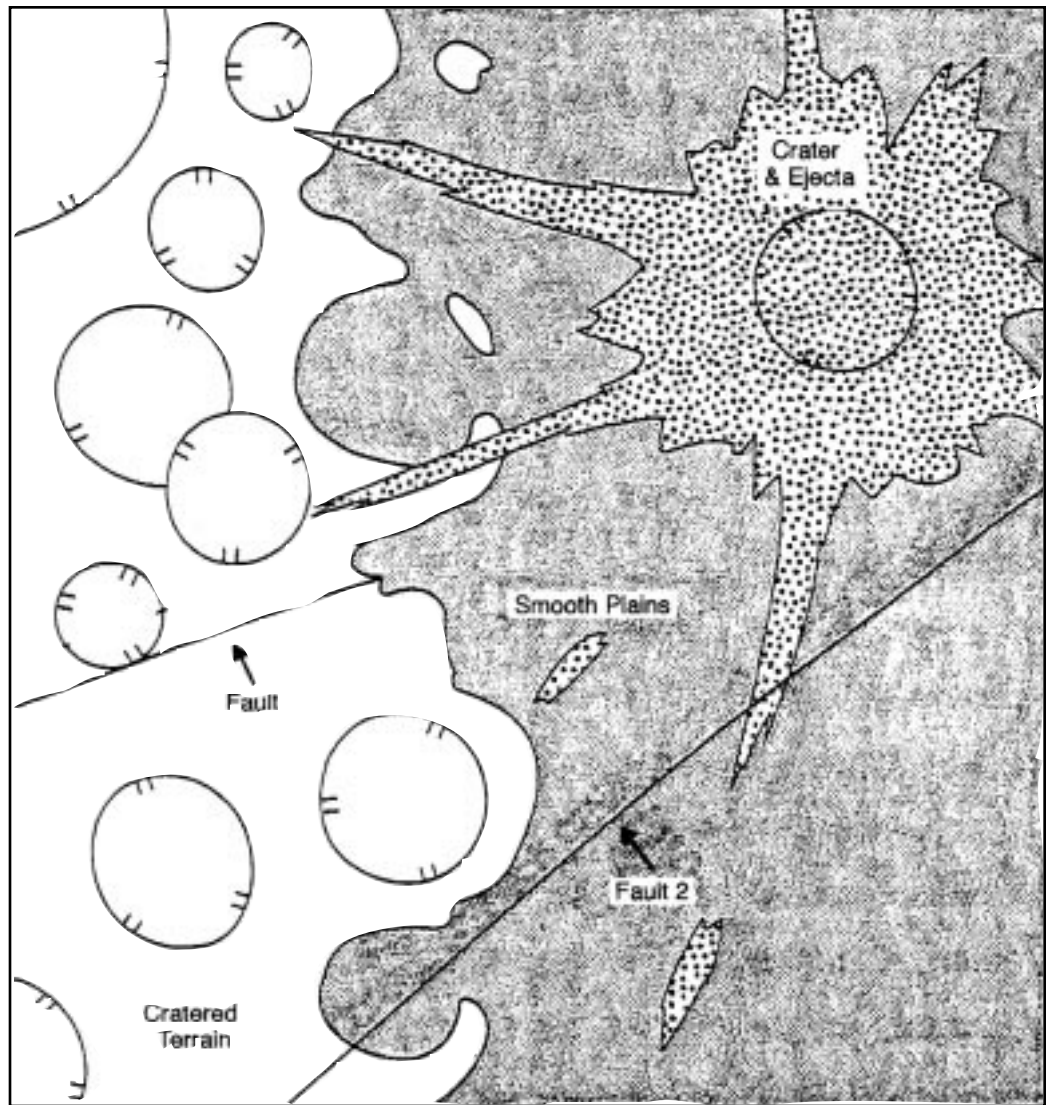 Crater
& Ejecta
Smooth Plains
Fault
Fault 2
Cratered
Terrain